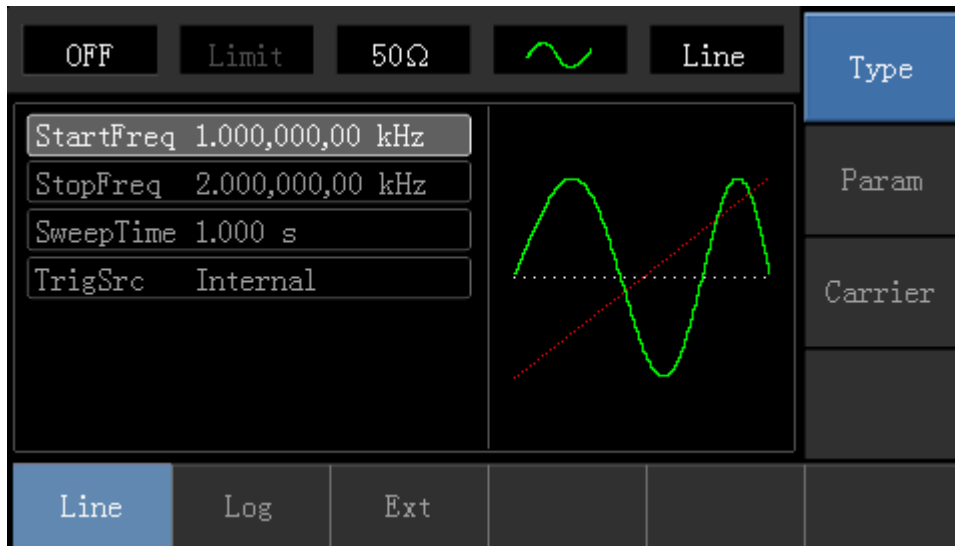 OFF Limit 50Ω Line
Type
StartFreq 1.000,000,00 kHz
StopFreq 2.000,000,00 kHz
Param
SweepTime 1.000 s
TrigSrc Internal
Carrier
Line Log Ext